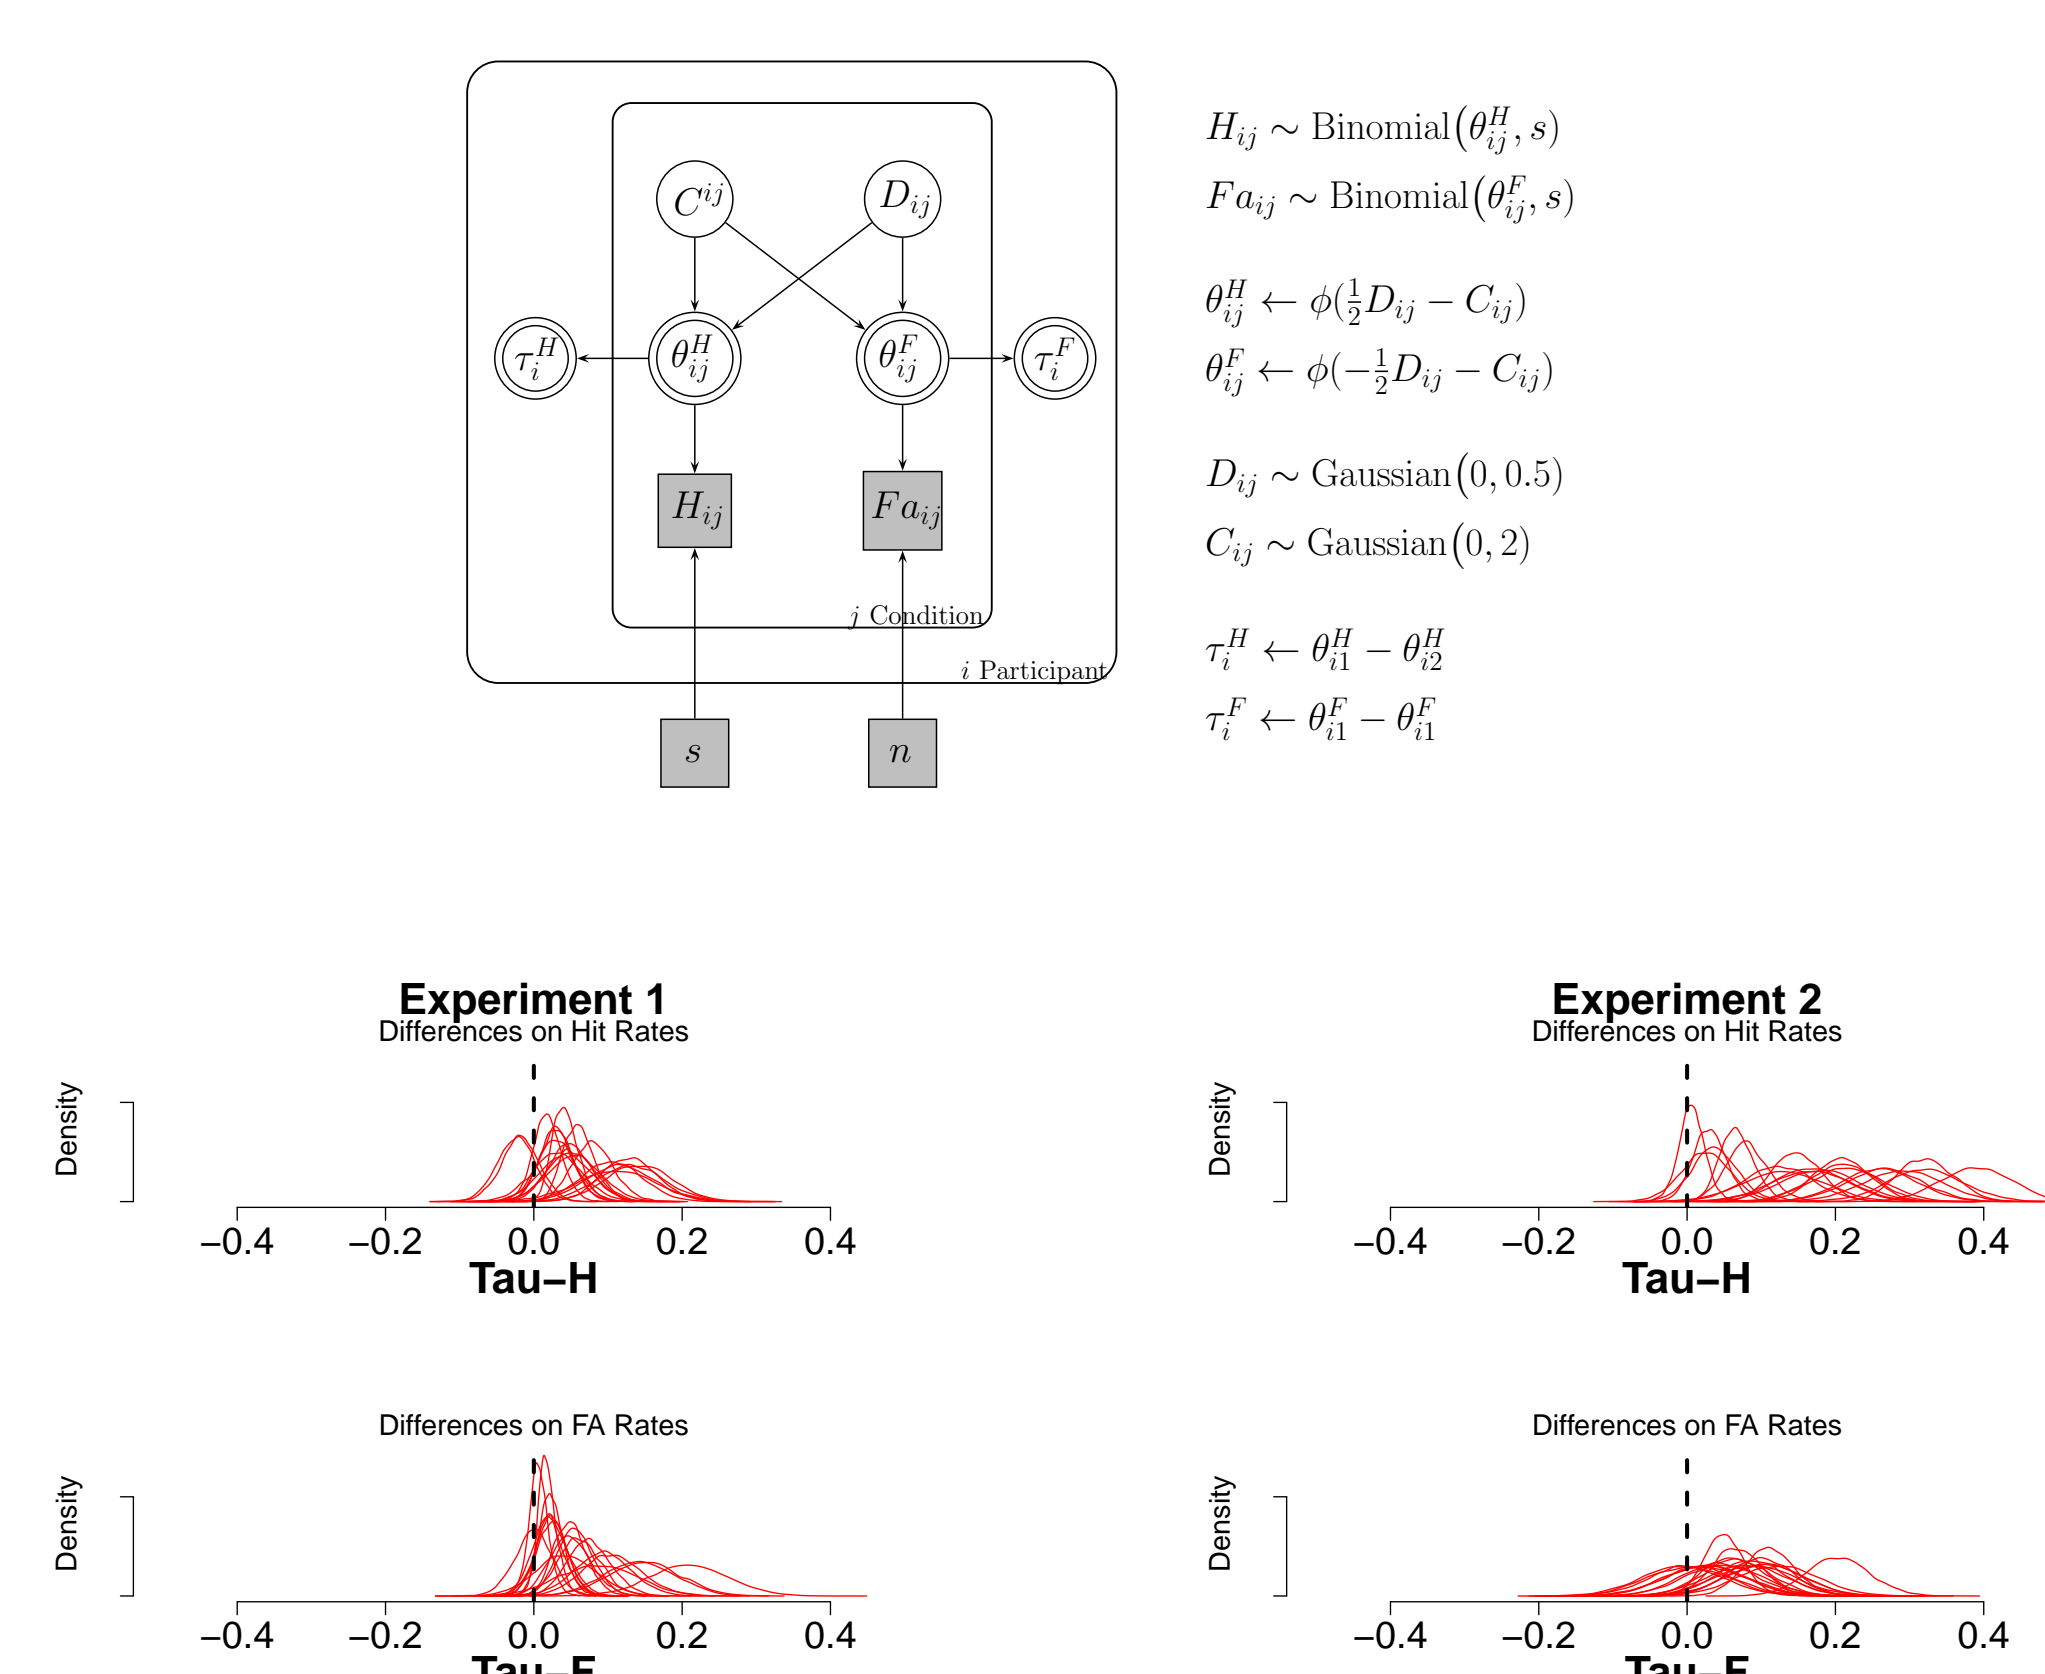 C^{ij} D_{ij}
τ_i^H θ_{ij}^H θ_{ij}^F τ_i^F
H_{ij} Fa_{ij}
j Condition
i Participant
s n
H_{ij} ∼ Binomial(θ_{ij}^H, s)
Fa_{ij} ∼ Binomial(θ_{ij}^F, s)
θ_{ij}^H ← ϕ(½D_{ij} − C_{ij})
θ_{ij}^F ← ϕ(−½D_{ij} − C_{ij})
D_{ij} ∼ Gaussian(0, 0.5)
C_{ij} ∼ Gaussian(0, 2)
τ_i^H ← θ_{i1}^H − θ_{i2}^H
τ_i^F ← θ_{i1}^F − θ_{i1}^F
Experiment 1
Differences on Hit Rates
Density
−0.4 −0.2 0.0 0.2 0.4
Tau−H
Experiment 2
Differences on Hit Rates
Density
−0.4 −0.2 0.0 0.2 0.4
Tau−H
Differences on FA Rates
Density
−0.4 −0.2 0.0 0.2 0.4
Tau−F
Differences on FA Rates
Density
−0.4 −0.2 0.0 0.2 0.4
Tau−F